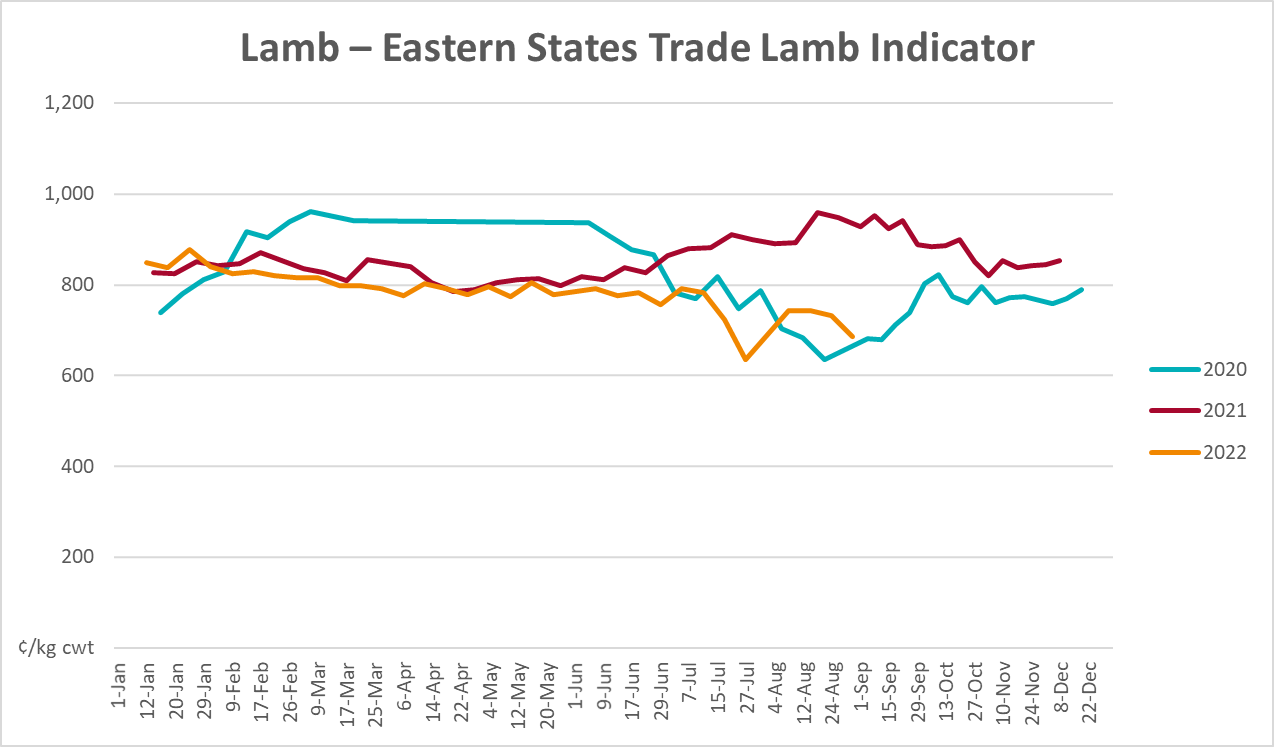 Lamb – Eastern States Trade Lamb Indicator
1,200
1,000
800
600
400
200
¢/kg cwt
1-Jan
12-Jan
20-Jan
29-Jan
9-Feb
17-Feb
26-Feb
9-Mar
17-Mar
25-Mar
6-Apr
14-Apr
22-Apr
4-May
12-May
20-May
1-Jun
9-Jun
17-Jun
29-Jun
7-Jul
15-Jul
27-Jul
4-Aug
12-Aug
24-Aug
1-Sep
15-Sep
29-Sep
13-Oct
27-Oct
10-Nov
24-Nov
8-Dec
22-Dec
2020
2021
2022